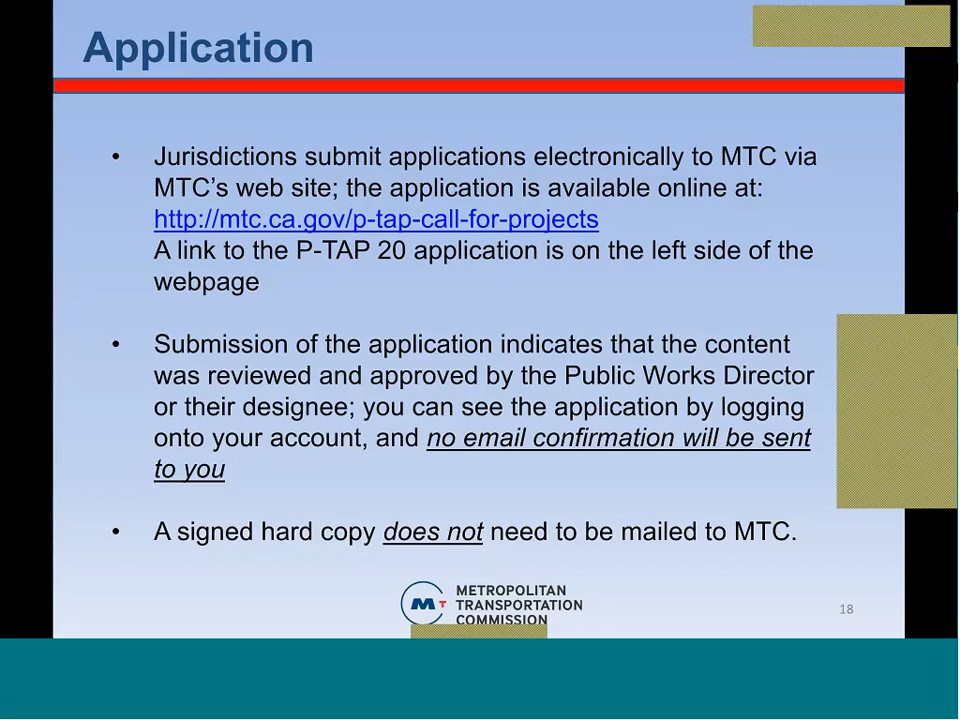 Application
• Jurisdictions submit applications electronically to MTC via
MTC’s web site; the application is available online at:
http://mtc.ca.gov/p-tap-call-for-projects
A link to the P-TAP 20 application is on the left side of the
webpage
• Submission of the application indicates that the content
was reviewed and approved by the Public Works Director
or their designee; you can see the application by logging
onto your account, and no email confirmation will be sent
to you
• A signed hard copy does not need to be mailed to MTC.
MT
METROPOLITAN
TRANSPORTATION
COMMISSION
18